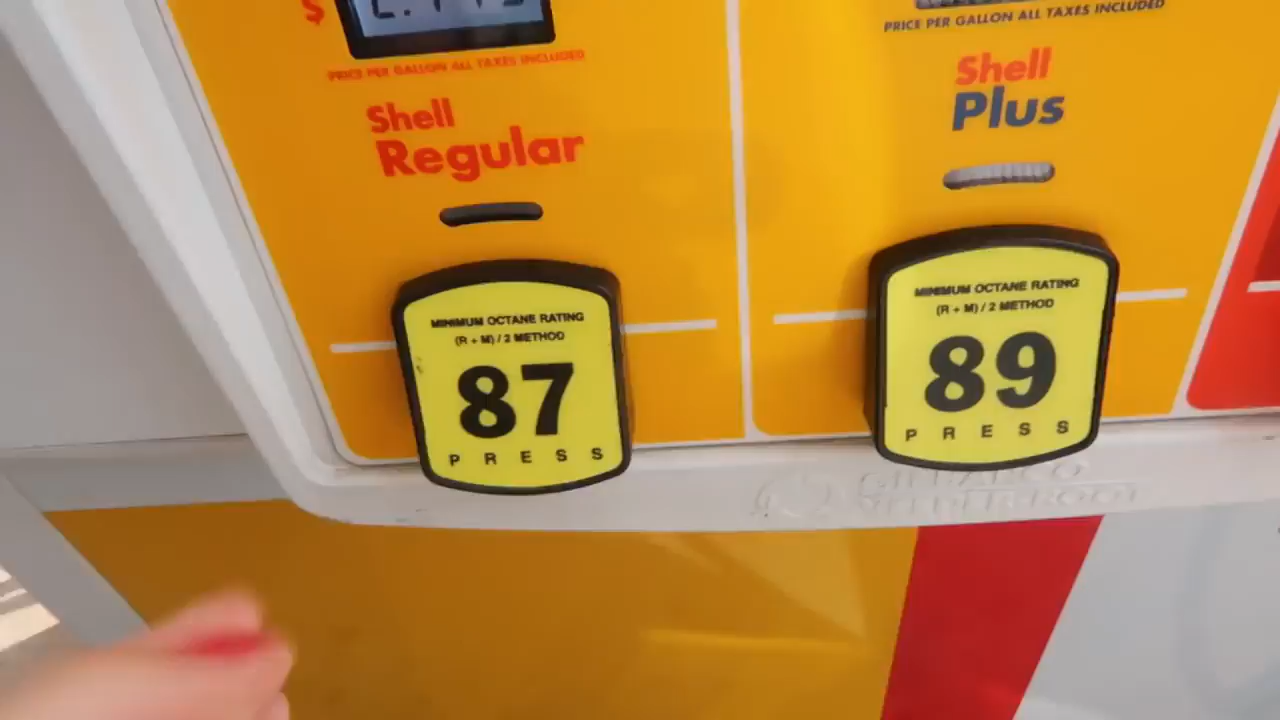 $
PRICE PER GALLON ALL TAXES INCLUDED
Shell
Regular
MINIMUM OCTANE RATING
(R + M) / 2 METHOD
87
PRESS
PRICE PER GALLON ALL TAXES INCLUDED
Shell
Plus
MINIMUM OCTANE RATING
(R + M) / 2 METHOD
89
PRESS